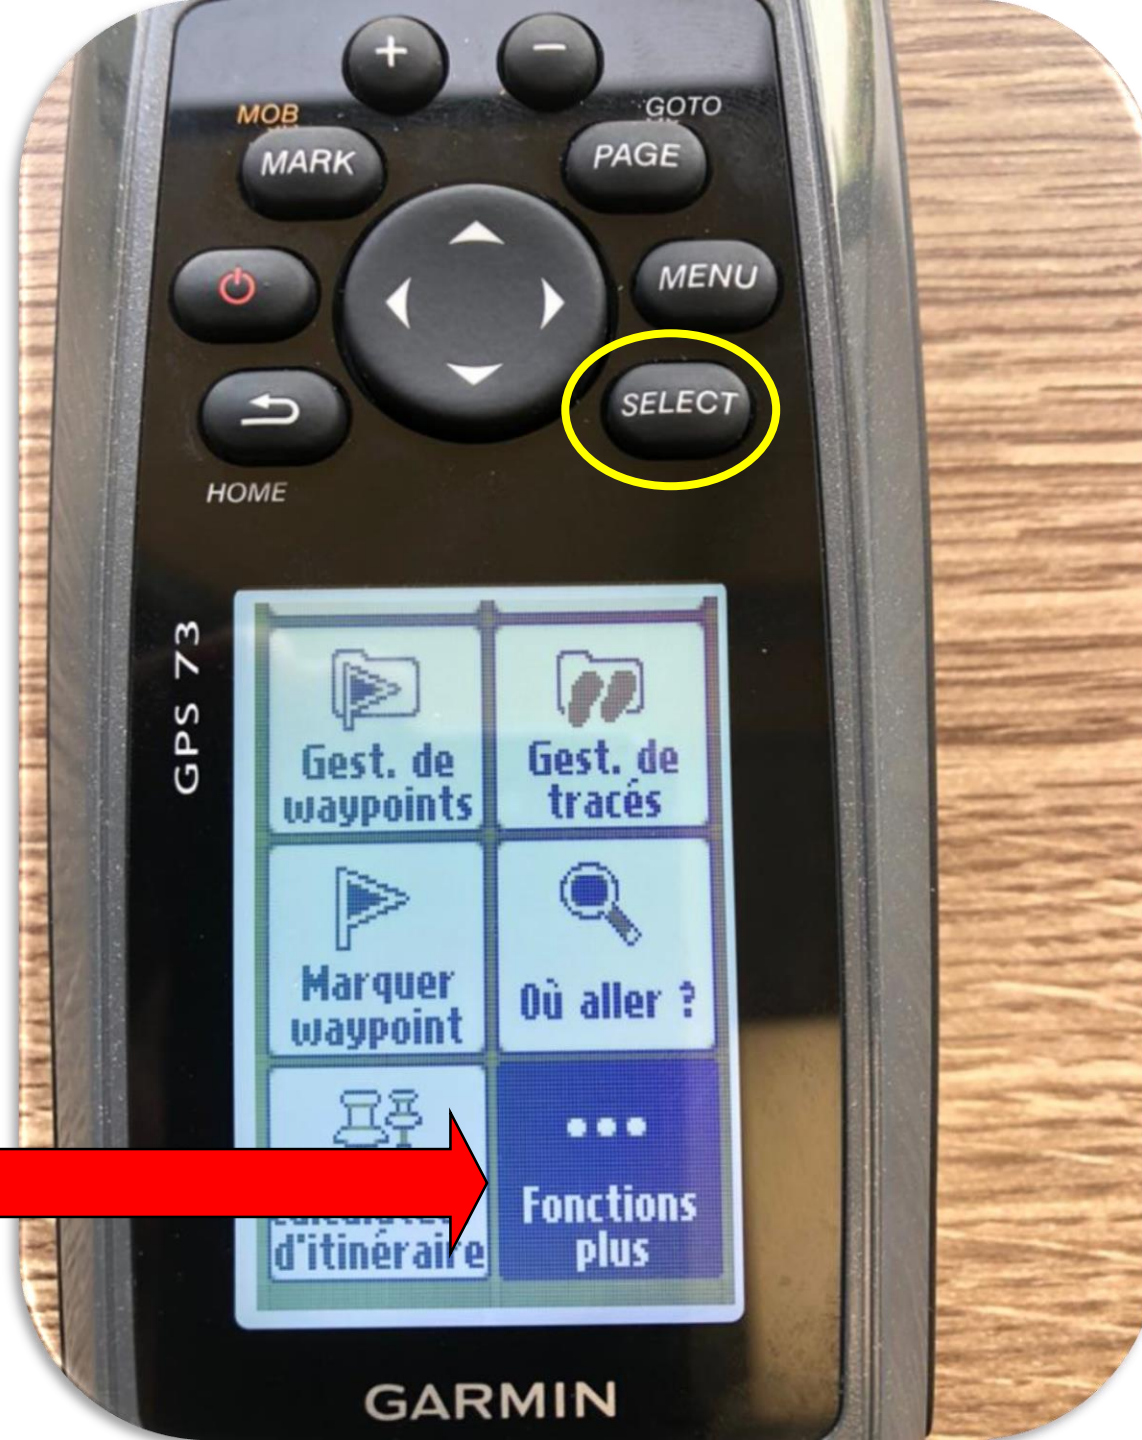 +
−
MOB
GOTO
MARK
PAGE
MENU
SELECT
HOME
GPS 73
Gest. de
waypoints
Gest. de
tracés
Marquer
waypoint
Où aller ?
d'itinéraire
Fonctions
plus
GARMIN